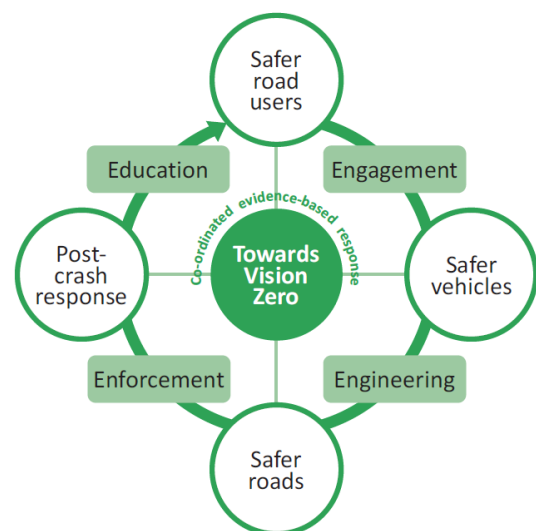 Safer
road
users
Education
Engagement
Co-ordinated evidence-based response
Post-
crash
response
Towards
Vision
Zero
Safer
vehicles
Enforcement
Engineering
Safer
roads